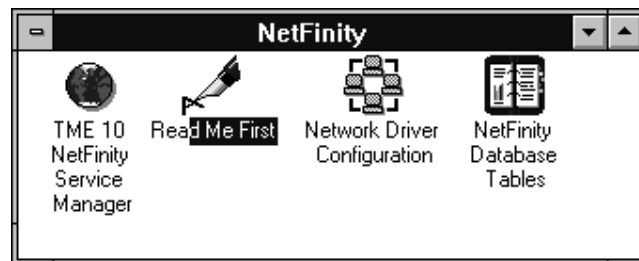 NetFinity
TME 10
NetFinity
Service
Manager
Read Me First
Network Driver
Configuration
NetFinity
Database
Tables